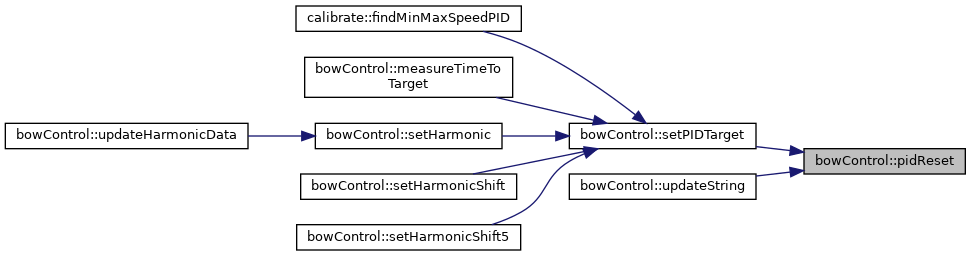 calibrate::findMinMaxSpeedPID
bowControl::measureTimeTo
Target
bowControl::updateHarmonicData
bowControl::setHarmonic
bowControl::setPIDTarget
bowControl::pidReset
bowControl::setHarmonicShift
bowControl::updateString
bowControl::setHarmonicShift5